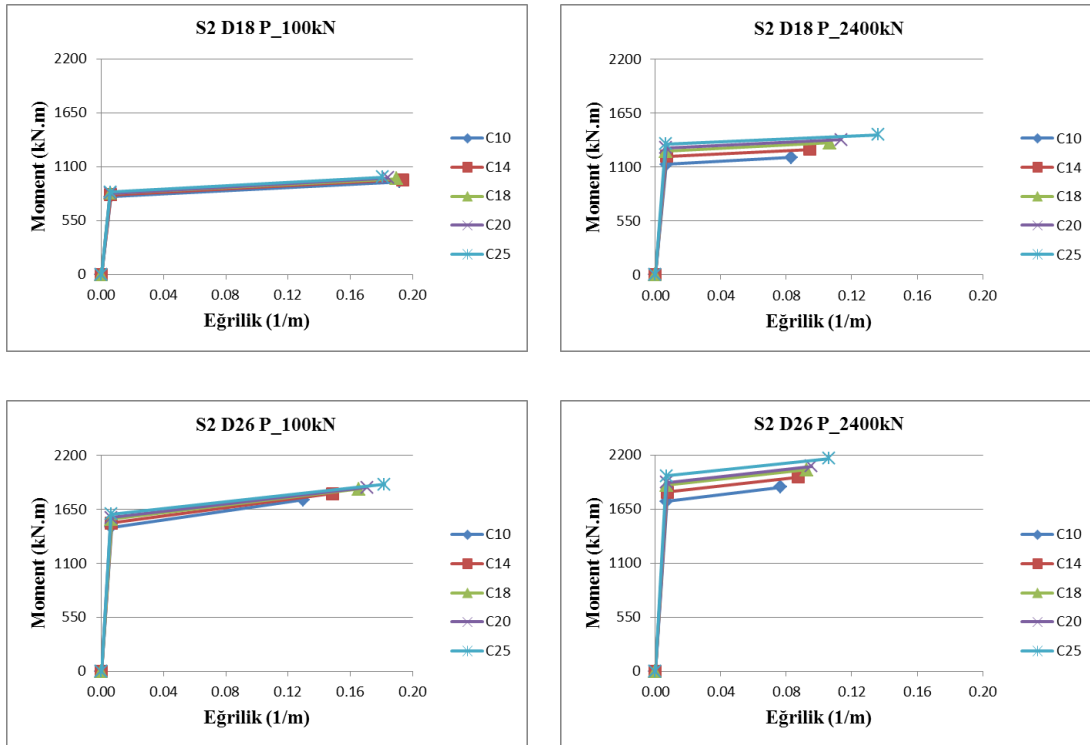 S2 D18 P_100kN
Moment (kN.m)
2200
1650
1100
550
0
0.00 0.04 0.08 0.12 0.16 0.20
Eğrilik (1/m)
C10
C14
C18
C20
C25
S2 D18 P_2400kN
Moment (kN.m)
2200
1650
1100
550
0
0.00 0.04 0.08 0.12 0.16 0.20
Eğrilik (1/m)
C10
C14
C18
C20
C25
S2 D26 P_100kN
Moment (kN.m)
2200
1650
1100
550
0
0.00 0.04 0.08 0.12 0.16 0.20
Eğrilik (1/m)
C10
C14
C18
C20
C25
S2 D26 P_2400kN
Moment (kN.m)
2200
1650
1100
550
0
0.00 0.04 0.08 0.12 0.16 0.20
Eğrilik (1/m)
C10
C14
C18
C20
C25